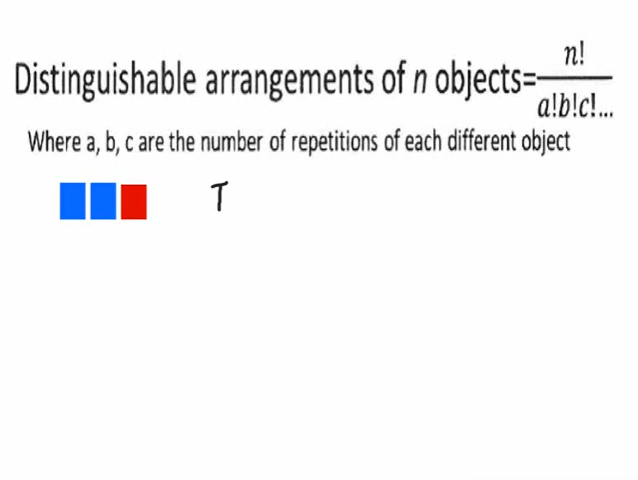 Distinguishable arrangements of n objects=n!/a!b!c!...
Where a, b, c are the number of repetitions of each different object
T